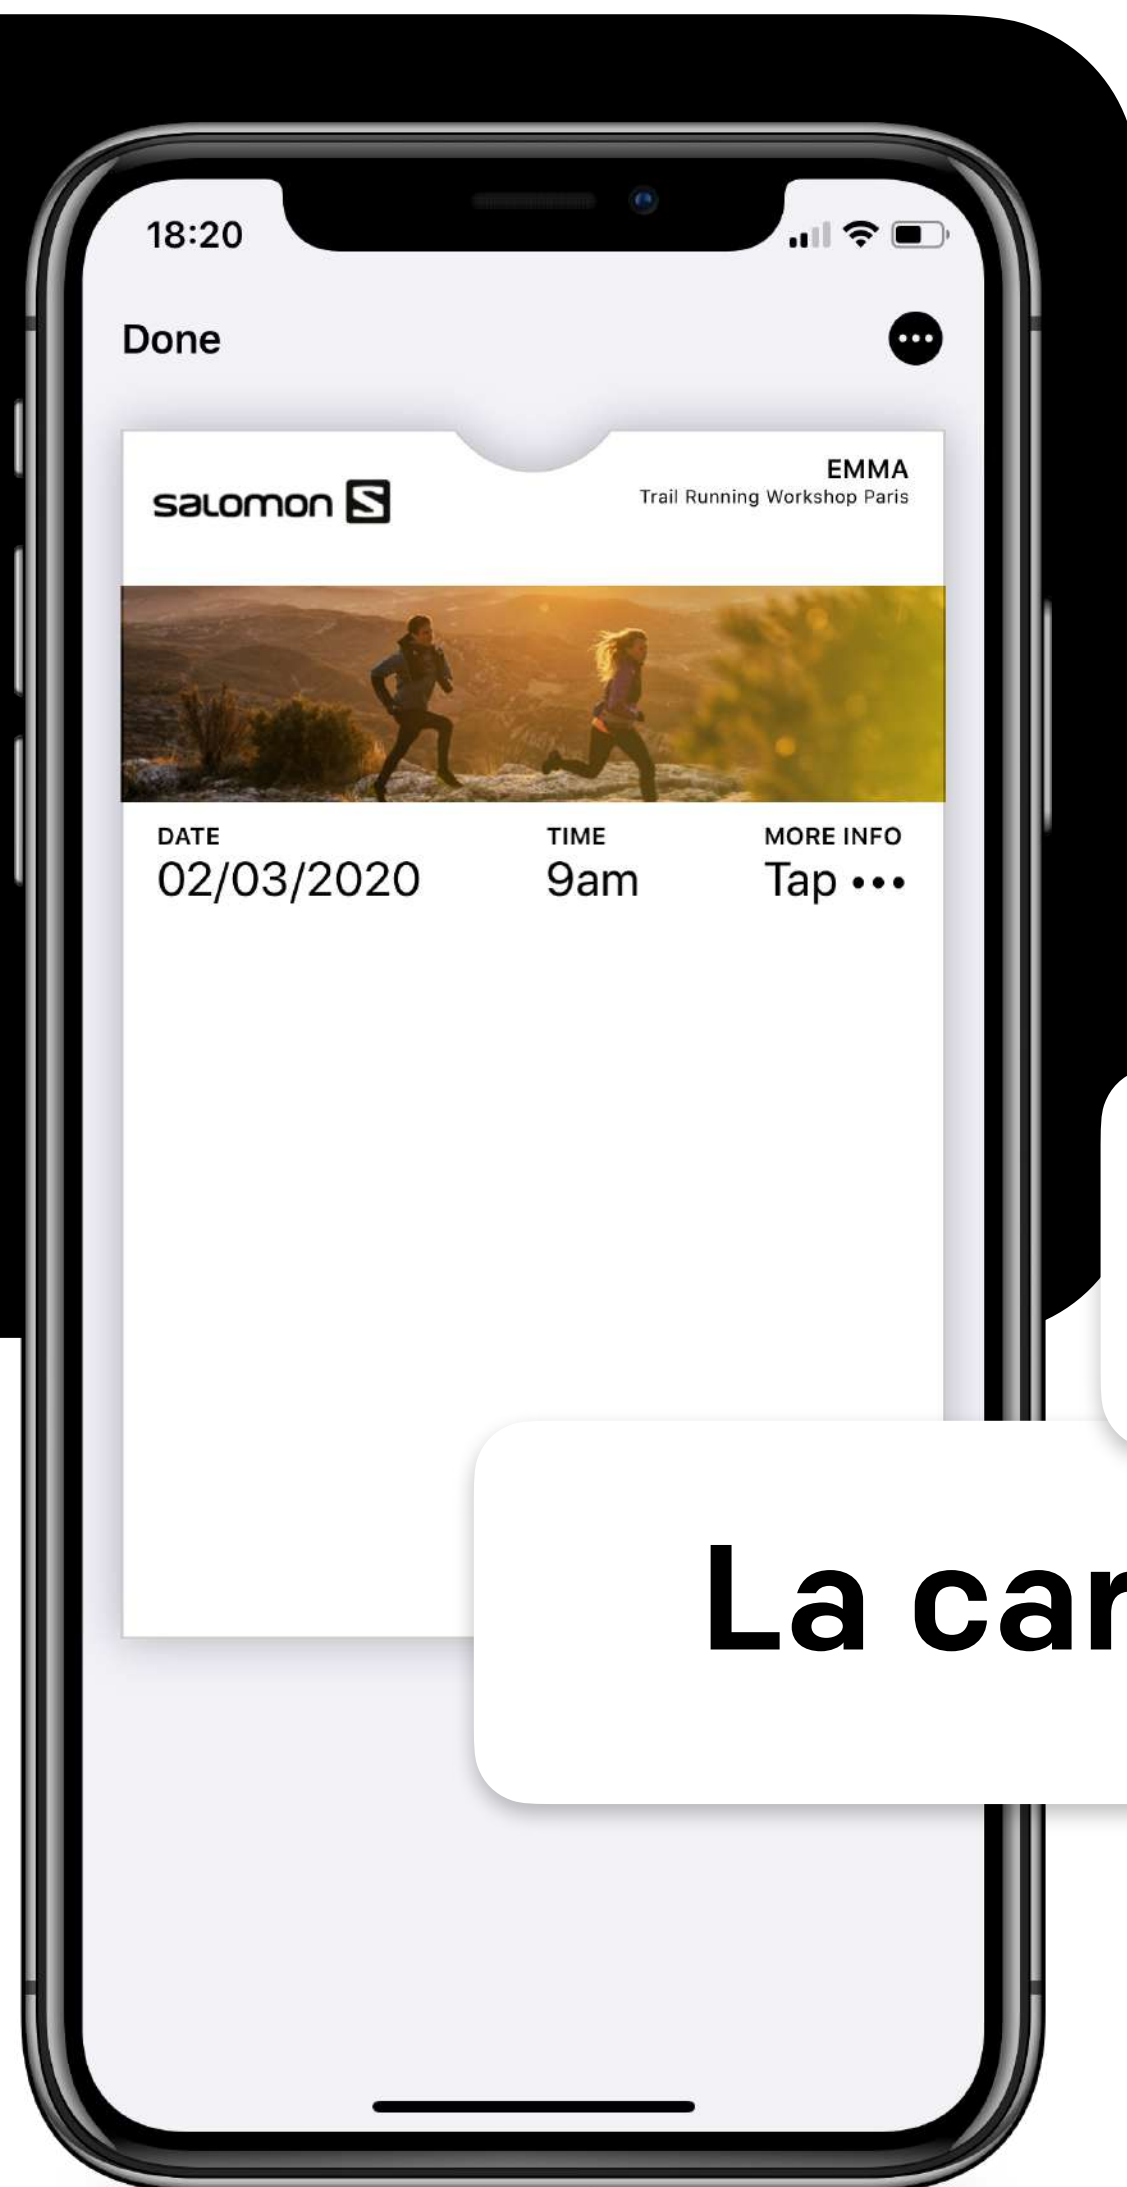 18:20
Done
salomon
EMMA
Trail Running Workshop Paris
DATE TIME MORE INFO
02/03/2020 9am Tap •••
La car